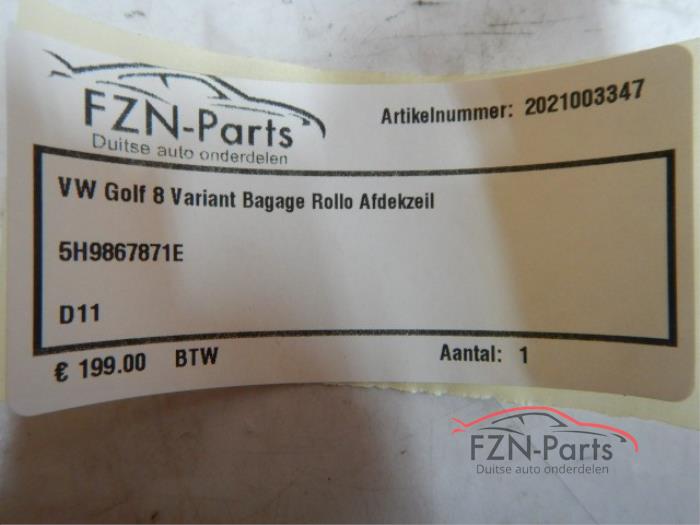 FZN-Parts
Duitse auto onderdelen
Artikelnummer: 2021003347
VW Golf 8 Variant Bagage Rollo Afdekzeil
5H9867871E
D11
€ 199.00 BTW Aantal: 1
FZN-Parts
Duitse auto onderdelen